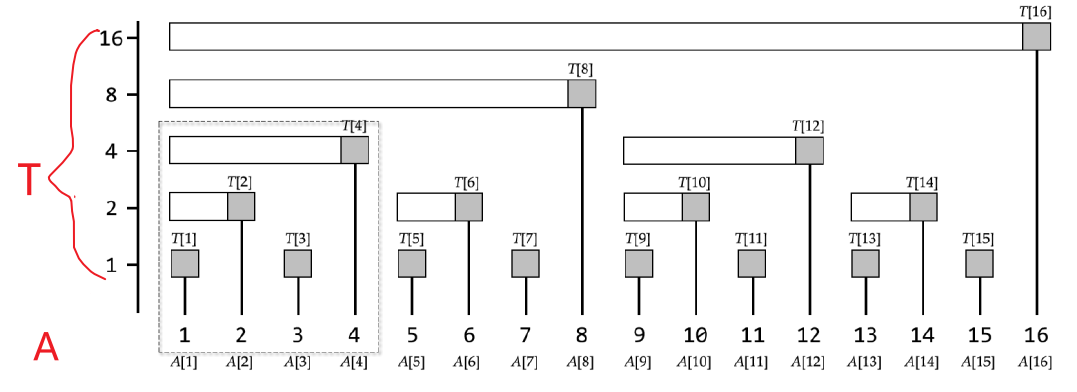 T[16]
16
T[8]
8
T[4] T[12]
4
T
T[2] T[6] T[10] T[14]
2
T[1] T[3] T[5] T[7] T[9] T[11] T[13] T[15]
1
1 2 3 4 5 6 7 8 9 10 11 12 13 14 15 16
A
A[1] A[2] A[3] A[4] A[5] A[6] A[7] A[8] A[9] A[10] A[11] A[12] A[13] A[14] A[15] A[16]